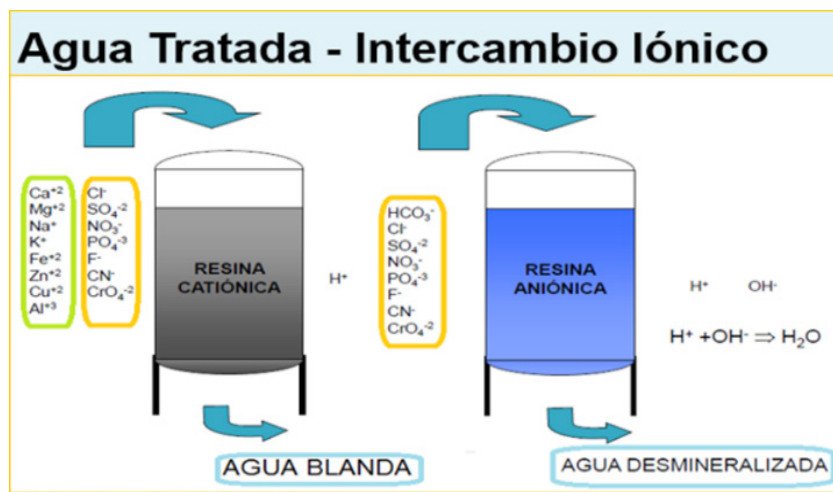 Agua Tratada - Intercambio Iónico
Ca⁺²
Mg⁺²
Na⁺
K⁺
Fe⁺²
Zn⁺²
Cu⁺²
Al⁺³
Cl⁻
SO₄⁻²
NO₃⁻
PO₄⁻³
F⁻
CN⁻
CrO₄⁻²
RESINA
CATIÓNICA
H⁺
HCO₃⁻
Cl⁻
SO₄⁻²
NO₃⁻
PO₄⁻³
F⁻
CN⁻
CrO₄⁻²
RESINA
ANIÓNICA
H⁺ OH⁻
H⁺ +OH⁻ ⇒ H₂O
AGUA BLANDA
AGUA DESMINERALIZADA